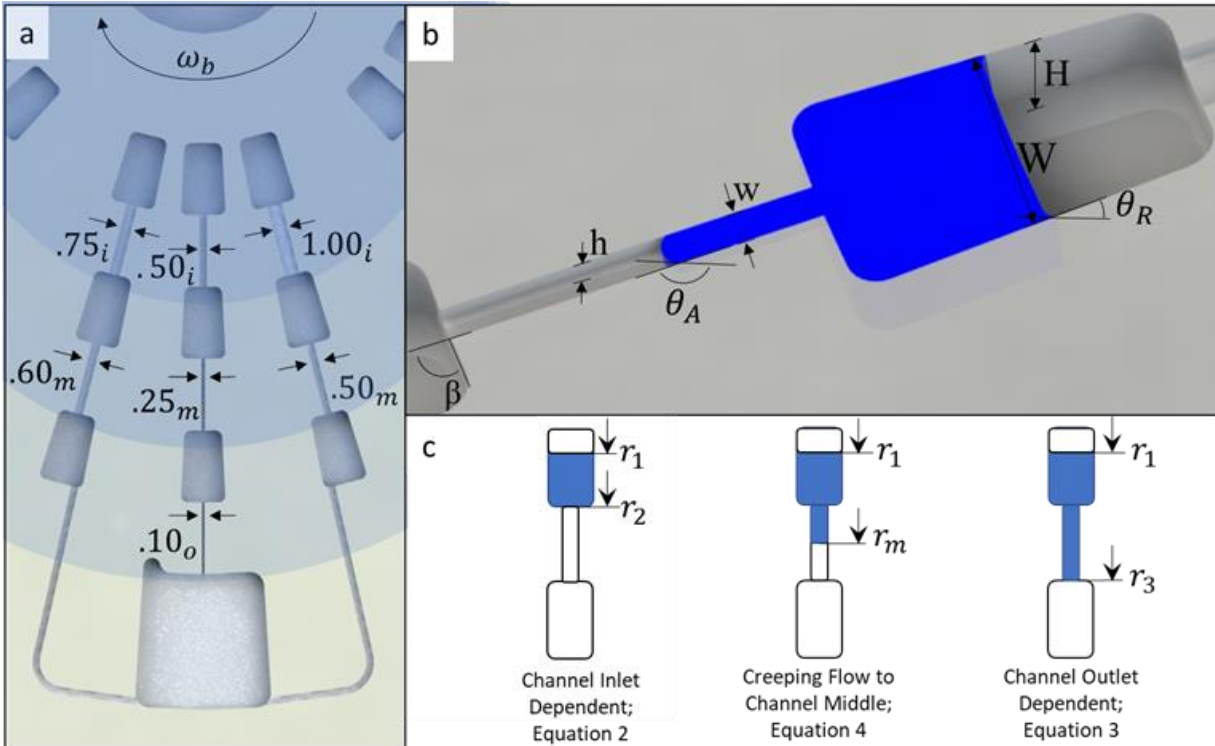 a
ω_b
.75_i
.50_i
1.00_i
.60_m
.25_m
.50_m
.10_o
b
H
W
w
h
θ_R
θ_A
β
c
r_1
r_2
Channel Inlet
Dependent;
Equation 2
r_1
r_m
Creeping Flow to
Channel Middle;
Equation 4
r_1
r_3
Channel Outlet
Dependent;
Equation 3